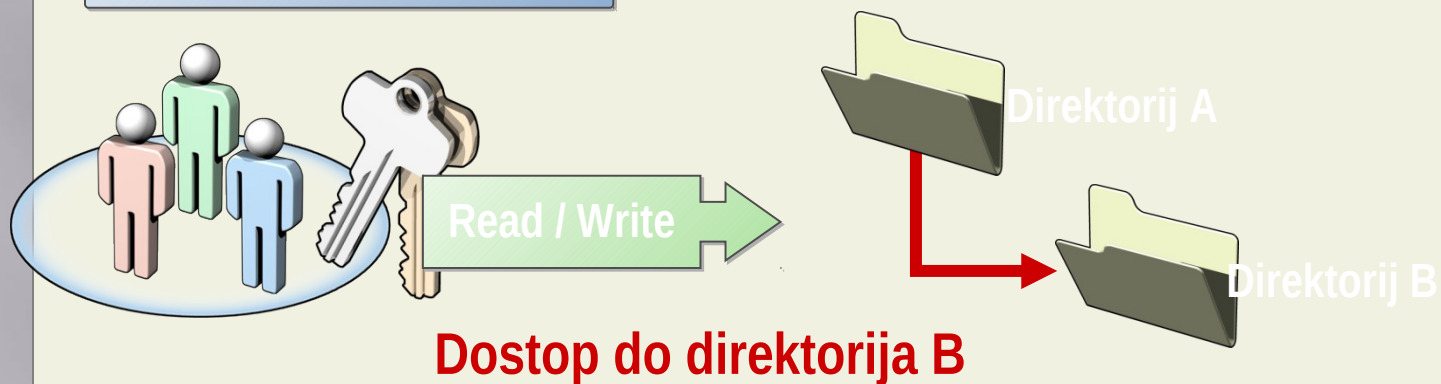 Direktorij A
Read / Write
Direktorij B
Dostop do direktorija B